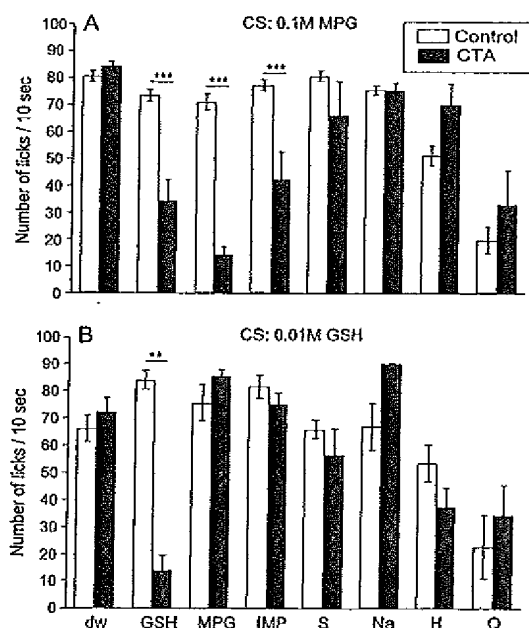 A
CS: 0.1M MPG
Control
CTA
***
***
***
Number of licks / 10 sec
100
90
80
70
60
50
40
30
20
10
0
B
CS: 0.01M GSH
**
Number of licks / 10 sec
100
90
80
70
60
50
40
30
20
10
0
dw GSH MPG IMP S Na H Q